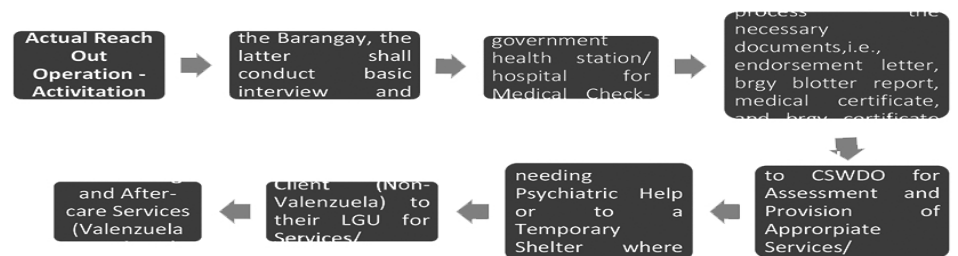 Actual Reach
Out
Operation -
Activitation
the Barangay, the
latter shall
conduct basic
interview and
government
health station/
hospital for
Medical Check-
process the
necessary
documents,i.e.,
endorsement letter,
brgy blotter report,
medical certificate,
and brgy certificate
to CSWDO for
Assessment and
Provision of
Approrpiate
Services/
needing
Psychiatric Help
or to a
Temporary
Shelter where
Client (Non-
Valenzuela) to
their LGU for
Services/
and After-
care Services
(Valenzuela